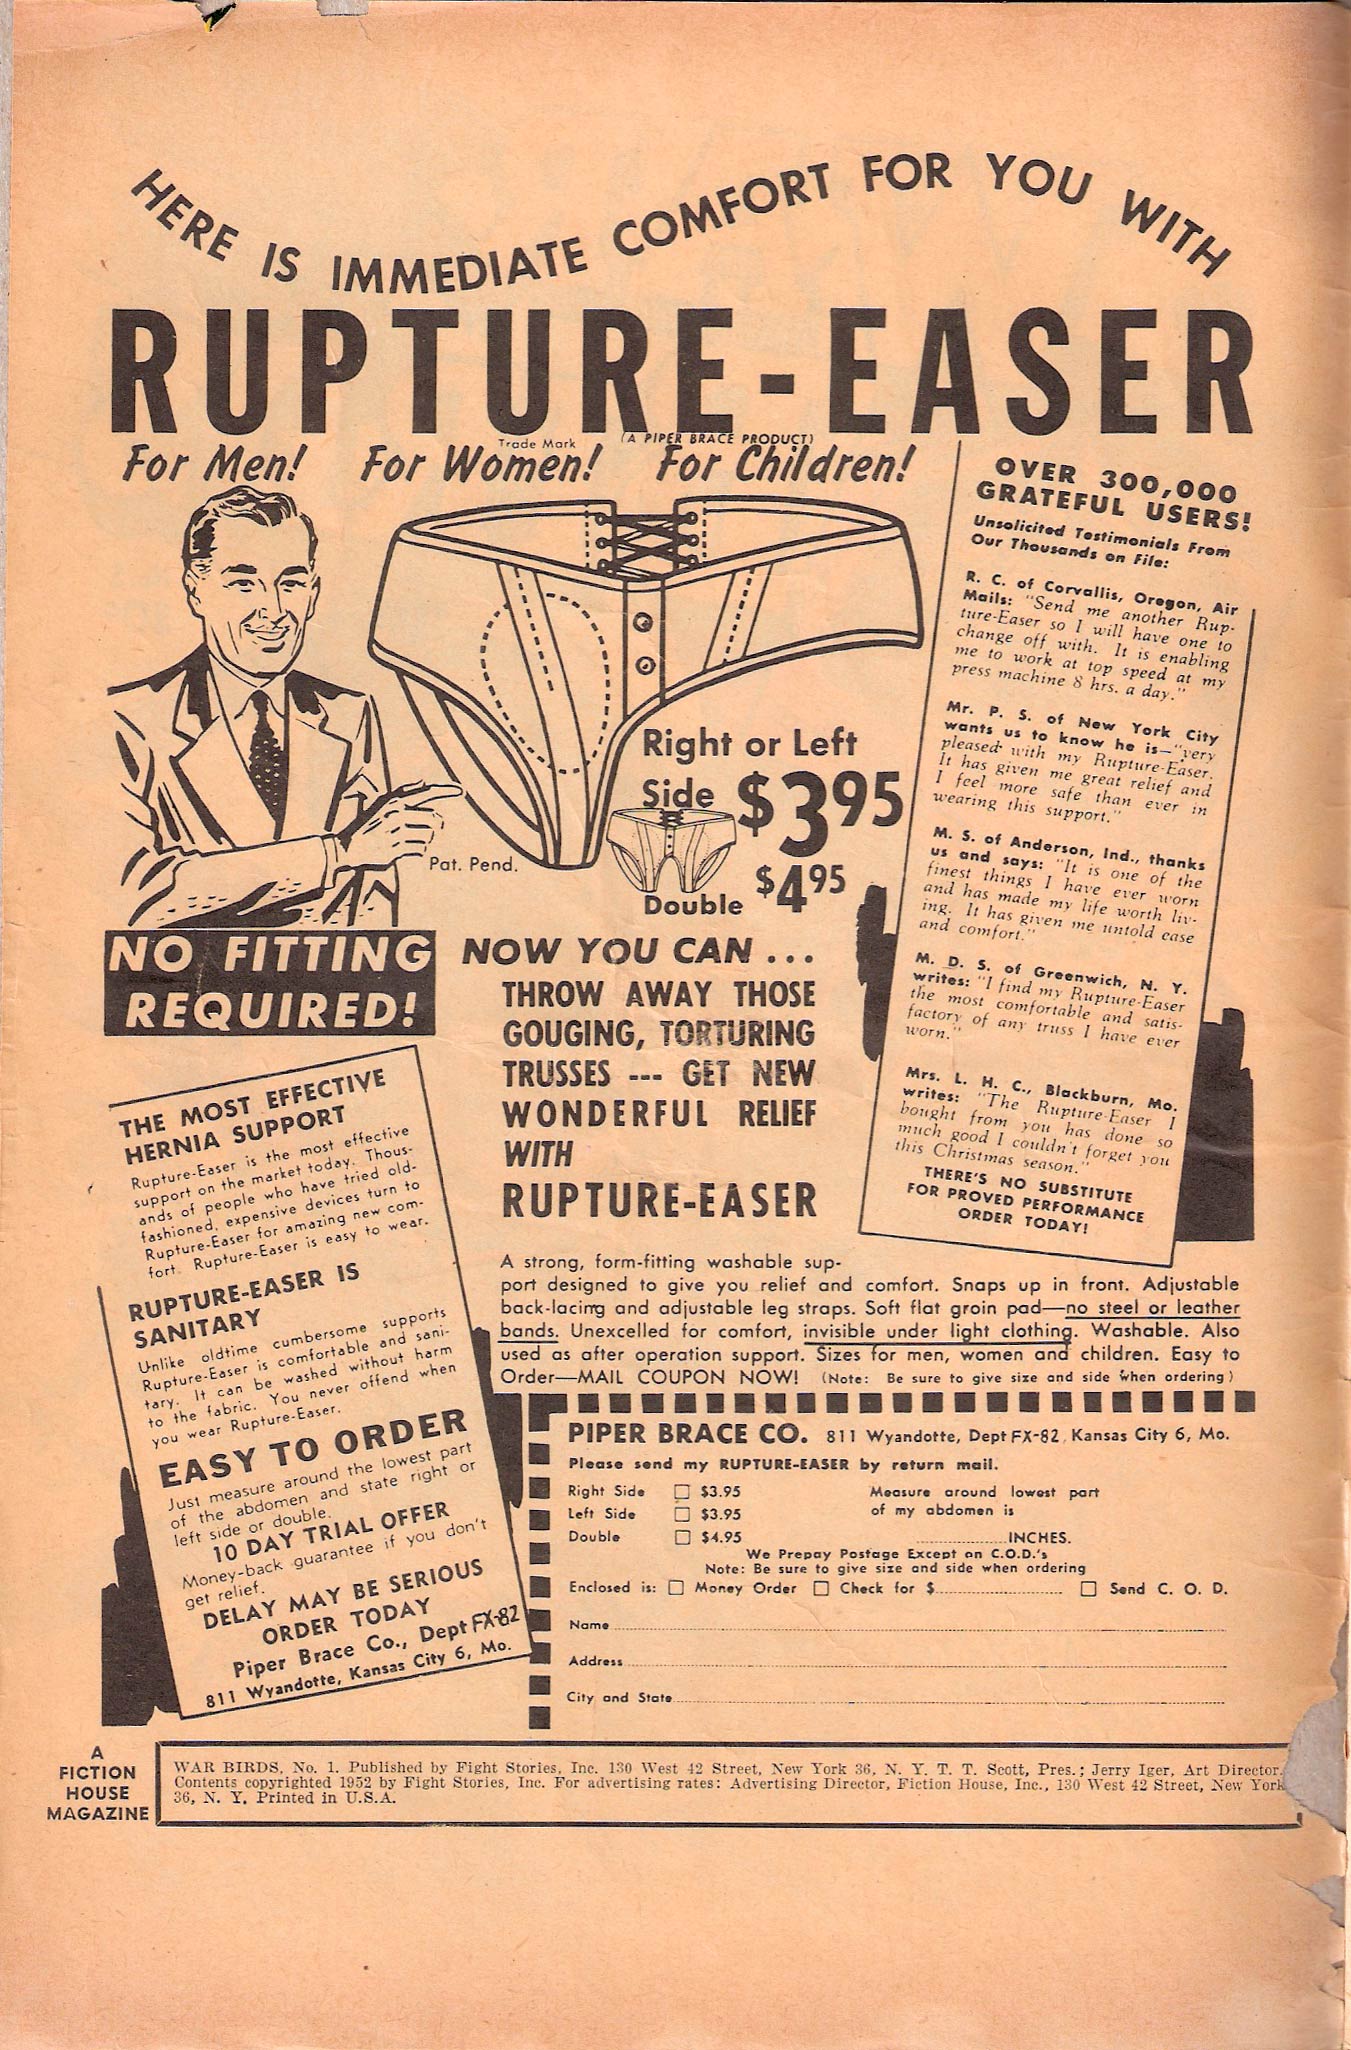 HERE IS IMMEDIATE COMFORT FOR YOU WITH
RUPTURE-EASER
Trade Mark
(A PIPER BRACE PRODUCT)
For Men! For Women! For Children!
Right or Left
Side $3.95
Pat. Pend.
Double $4.95
NO FITTING
REQUIRED!
NOW YOU CAN ...
THROW AWAY THOSE
GOUGING, TORTURING
TRUSSES --- GET NEW
WONDERFUL RELIEF
WITH
RUPTURE-EASER
OVER 300,000
GRATEFUL USERS!
Unsolicited Testimonials From
Our Thousands on File:
R. C. of Corvallis, Oregon, Air
Mails: "Send me another Rup-
ture-Easer so I will have one to
change off with. It is enabling
me to work at top speed at my
press machine 8 hrs. a day."
Mr. P. S. of New York City
wants us to know he is—"very
pleased with my Rupture-Easer.
It has given me great relief and
I feel more safe than ever in
wearing this support."
M. S. of Anderson, Ind., thanks
us and says: "It is one of the
finest things I have ever worn
and has made my life worth liv-
ing. It has given me untold ease
and comfort."
M. D. S. of Greenwich, N. Y.
writes: "I find my Rupture-Easer
the most comfortable and satis-
factory of any truss I have ever
worn."
Mrs. L. H. C., Blackburn, Mo.
writes: "The Rupture-Easer I
bought from you has done so
much good I couldn't forget you
this Christmas season."
THERE'S NO SUBSTITUTE
FOR PROVED PERFORMANCE
ORDER TODAY!
THE MOST EFFECTIVE
HERNIA SUPPORT
Rupture-Easer is the most effective
support on the market today. Thous-
ands of people who have tried old-
fashioned, expensive devices turn to
Rupture-Easer for amazing new com-
fort. Rupture-Easer is easy to wear.
RUPTURE-EASER IS
SANITARY
Unlike oldtime cumbersome supports
Rupture-Easer is comfortable and sani-
tary. It can be washed without harm
to the fabric. You never offend when
you wear Rupture-Easer.
EASY TO ORDER
Just measure around the lowest part
of the abdomen and state right or
left side or double.
10 DAY TRIAL OFFER
Money-back guarantee if you don't
get relief.
DELAY MAY BE SERIOUS
ORDER TODAY
Piper Brace Co., Dept FX-82
811 Wyandotte, Kansas City 6, Mo.
A strong, form-fitting washable sup-
port designed to give you relief and comfort. Snaps up in front. Adjustable
back-lacing and adjustable leg straps. Soft flat groin pad—no steel or leather
bands. Unexcelled for comfort, invisible under light clothing. Washable. Also
used as after operation support. Sizes for men, women and children. Easy to
Order—MAIL COUPON NOW! (Note: Be sure to give size and side when ordering)
PIPER BRACE CO. 811 Wyandotte, Dept FX-82, Kansas City 6, Mo.
Please send my RUPTURE-EASER by return mail.
Right Side □ $3.95 Measure around lowest part
Left Side □ $3.95 of my abdomen is
Double □ $4.95 ..................INCHES.
We Prepay Postage Except on C.O.D.'s
Note: Be sure to give size and side when ordering
Enclosed is: □ Money Order □ Check for $.................... □ Send C. O. D.
Name
Address
City and State
A
FICTION
HOUSE
MAGAZINE
WAR BIRDS, No. 1. Published by Fight Stories, Inc. 130 West 42 Street, New York 36, N. Y. T. T. Scott, Pres.; Jerry Iger, Art Director.
Contents copyrighted 1952 by Fight Stories, Inc. For advertising rates: Advertising Director, Fiction House, Inc., 130 West 42 Street, New York
36, N. Y. Printed in U.S.A.